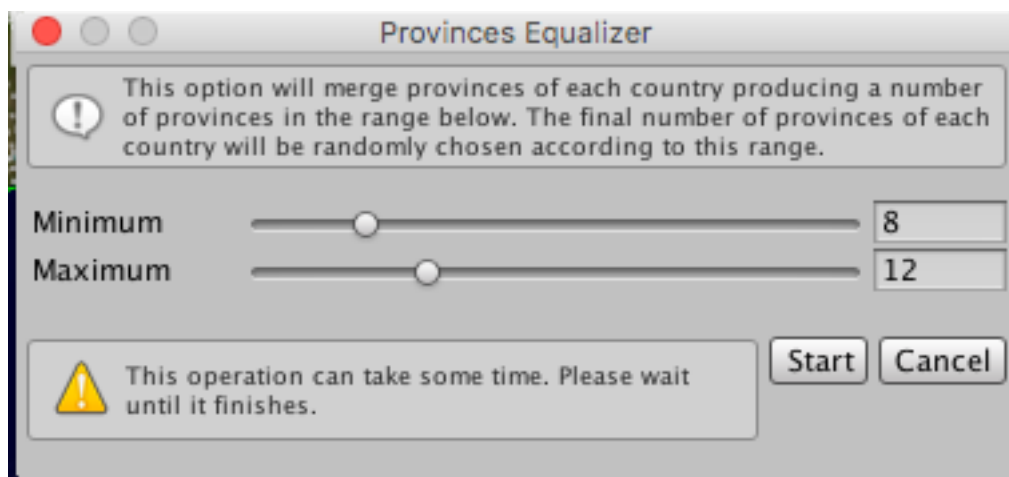 Provinces Equalizer
This option will merge provinces of each country producing a number
of provinces in the range below. The final number of provinces of each
country will be randomly chosen according to this range.
Minimum 8
Maximum 12
This operation can take some time. Please wait
until it finishes.
Start Cancel